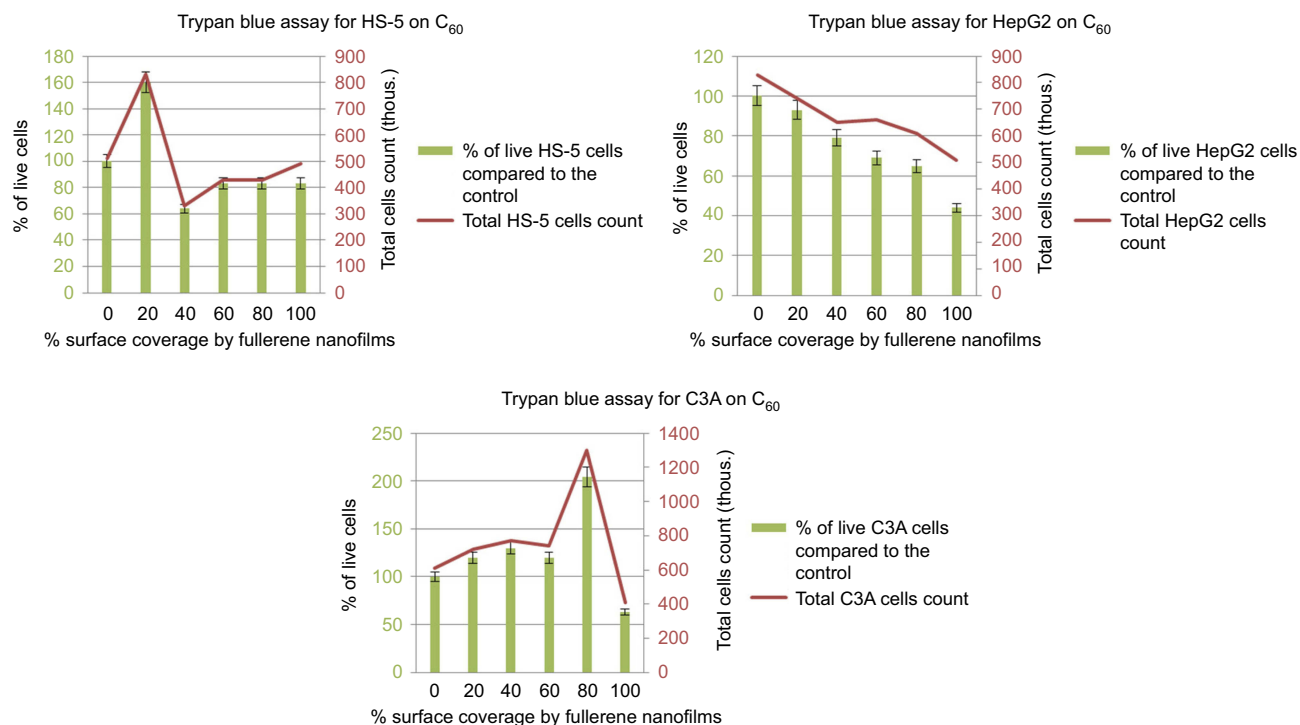 Trypan blue assay for HS-5 on C₆₀
% of live cells
180
160
140
120
100
80
60
40
20
0
900
800
700
600
500
400
300
200
100
0
Total cells count (thous.)
0 20 40 60 80 100
% surface coverage by fullerene nanofilms
% of live HS-5 cells
compared to the
control
Total HS-5 cells count
Trypan blue assay for HepG2 on C₆₀
% of live cells
120
100
80
60
40
20
0
900
800
700
600
500
400
300
200
100
0
Total cells count (thous.)
0 20 40 60 80 100
% surface coverage by fullerene nanofilms
% of live HepG2 cells
compared to the
control
Total HepG2 cells
count
Trypan blue assay for C3A on C₆₀
% of live cells
250
200
150
100
50
0
1400
1200
1000
800
600
400
200
0
Total cells count (thous.)
0 20 40 60 80 100
% surface coverage by fullerene nanofilms
% of live C3A cells
compared to the
control
Total C3A cells count